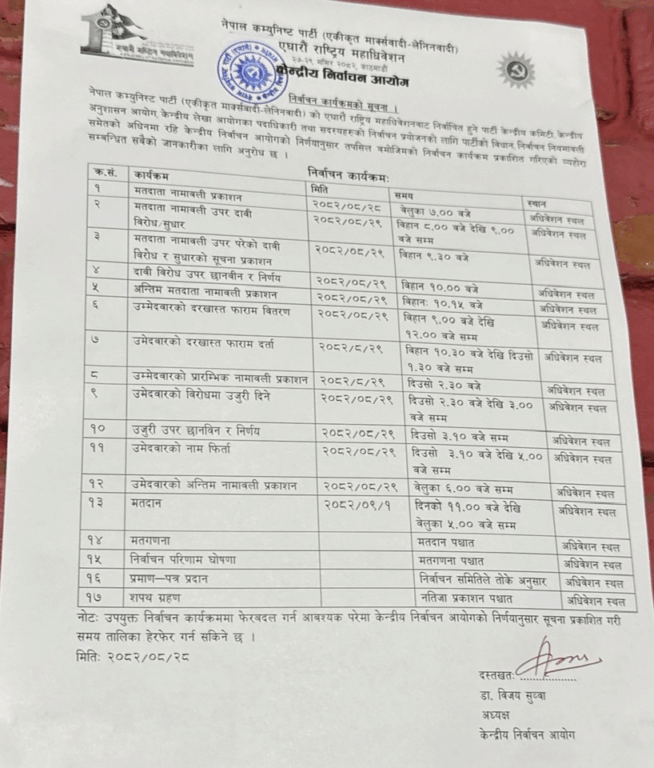 नेपाल कम्युनिष्ट पार्टी (एकीकृत मार्क्सवादी-लेनिनवादी)
एघारौं राष्ट्रिय महाधिवेशन
२७-२९ मंसिर २०८२, काठमाडौं
केन्द्रीय निर्वाचन आयोग
निर्वाचन कार्यक्रमको सूचना ।
नेपाल कम्युनिस्ट पार्टी (एकीकृत मार्क्सवादी-लेनिनवादी) को एघारौं राष्ट्रिय महाधिवेशनबाट निर्वाचित हुने पार्टी केन्द्रीय कमिटी, केन्द्रीय
अनुशासन आयोग, केन्द्रीय लेखा आयोगका पदाधिकारी तथा सदस्यहरुको निर्वाचन प्रयोजनको लागि पार्टीको विधान, निर्वाचन नियमावली
समेतको अधिनमा रहि केन्द्रीय निर्वाचन आयोगको निर्णयानुसार तपसिल वमोजिमको निर्वाचन कार्यक्रम प्रकाशित गरिएको व्यहोरा
सम्बन्धित सबैको जानकारीका लागि अनुरोध छ ।
निर्वाचन कार्यक्रम:
क्र.सं. कार्यक्रम मिति समय स्थान
१ मतदाता नामावली प्रकाशन २०८२/०८/२८ वेलुका ७.०० बजे अधिवेशन स्थल
२ मतदाता नामावली उपर दावी २०८२/०८/२९ विहान ८.०० बजे देखि ९.०० अधिवेशन स्थल
विरोध/सुधार वजे सम्म
३ मतदाता नामावली उपर परेको दावी २०८२/०८/२९ विहान ९.३० बजे अधिवेशन स्थल
विरोध र सुधारको सूचना प्रकाशन
४ दावी विरोध उपर छानवीन र निर्णय २०८२/०८/२९ विहान १०.०० बजे अधिवेशन स्थल
५ अन्तिम मतदाता नामावली प्रकाशन २०८२/०८/२९ विहानः १०.१५ बजे अधिवेशन स्थल
६ उम्मेदवारको दरखास्त फाराम वितरण २०८२/०८/२९ विहान ९.०० बजे देखि अधिवेशन स्थल
१२.०० वजे सम्म
७ उमेदवारको दरखास्त फाराम दर्ता २०८२/८/२९ विहान १०.३० बजे देखि दिउसो अधिवेशन स्थल
१.३० बजे सम्म
८ उम्मेदवारको प्रारम्भिक नामावली प्रकाशन २०८२/८/२९ दिउसो २.३० बजे अधिवेशन स्थल
९ उमेदवारको विरोधमा उजुरी दिने २०८२/०८/२९ दिउसो २.३० बजे देखि ३.०० अधिवेशन स्थल
वजे सम्म
१० उजुरी उपर छानविन र निर्णय २०८२/०८/२९ दिउसो ३.१० बजे सम्म अधिवेशन स्थल
११ उमेदवारको नाम फिर्ता २०८२/०८/२९ दिउसो ३.१० बजे देखि ५.०० अधिवेशन स्थल
वजे सम्म
१२ उमेदवारको अन्तिम नामावली प्रकाशन २०८२/०८/२९ वेलुका ६.०० बजे सम्म अधिवेशन स्थल
१३ मतदान २०८२/०९/१ दिनको ११.०० बजे देखि अधिवेशन स्थल
वेलुका ५.०० बजे सम्म
१४ मतगणना मतदान पश्चात अधिवेशन स्थल
१५ निर्वाचन परिणाम घोषणा मतगणना पश्चात अधिवेशन स्थल
१६ प्रमाण–पत्र प्रदान निर्वाचन समितिले तोके अनुसार अधिवेशन स्थल
१७ शपथ ग्रहण नतिजा प्रकाशन पश्चात अधिवेशन स्थल
नोटः उपयुक्त निर्वाचन कार्यक्रममा फेरबदल गर्न आवश्यक परेमा केन्द्रीय निर्वाचन आयोगको निर्णयानुसार सूचना प्रकाशित गरी
समय तालिका हेरफेर गर्न सकिने छ ।
मितिः २०८२/०८/२८
दस्तखतः
डा. विजय सुब्बा
अध्यक्ष
केन्द्रीय निर्वाचन आयोग